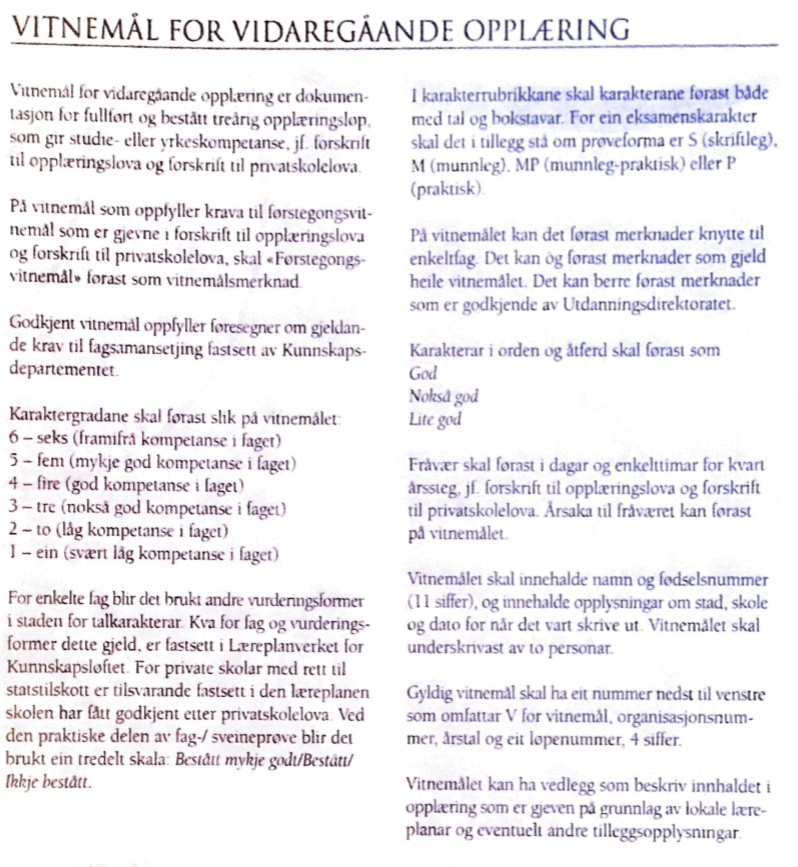 VITNEMÅL FOR VIDAREGÅANDE OPPLÆRING
Vitnemål for vidaregåande opplæring er dokumen-
tasjon for fullført og bestått treårig opplæringsløp,
som gir studie- eller yrkeskompetanse, jf. forskrift
til opplæringslova og forskrift til privatskolelova.
På vitnemål som oppfyller krava til førstegongsvit-
nemål som er gjevne i forskrift til opplæringslova
og forskrift til privatskolelova, skal «Førstegongs-
vitnemål» førast som vitnemålsmerknad.
Godkjent vitnemål oppfyller føresegner om gjeldan-
de krav til fagsamansetjing fastsett av Kunnskaps-
departementet.
Karaktergradane skal førast slik på vitnemålet:
6 – seks (framifrå kompetanse i faget)
5 – fem (mykje god kompetanse i faget)
4 – fire (god kompetanse i faget)
3 – tre (nokså god kompetanse i faget)
2 – to (låg kompetanse i faget)
1 – ein (svært låg kompetanse i faget)
For enkelte fag blir det brukt andre vurderingsformer
i staden for talkarakterar. Kva for fag og vurderings-
former dette gjeld, er fastsett i Læreplanverket for
Kunnskapsløftet. For private skolar med rett til
statstilskott er tilsvarande fastsett i den læreplanen
skolen har fått godkjent etter privatskolelova. Ved
den praktiske delen av fag-/ sveineprøve blir det
brukt ein tredelt skala: Bestått mykje godt/Bestått/
Ikkje bestått.
I karakterrubrikkane skal karakterane førast både
med tal og bokstavar. For ein eksamenskarakter
skal det i tillegg stå om prøveforma er S (skriftleg),
M (munnleg), MP (munnleg-praktisk) eller P
(praktisk).
På vitnemålet kan det førast merknader knytte til
enkeltfag. Det kan òg førast merknader som gjeld
heile vitnemålet. Det kan berre førast merknader
som er godkjende av Utdanningsdirektoratet.
Karakterar i orden og åtferd skal førast som
God
Nokså god
Lite god
Fråvær skal førast i dagar og enkelttimar for kvart
årssteg, jf. forskrift til opplæringslova og forskrift
til privatskolelova. Årsaka til fråværet kan førast
på vitnemålet.
Vitnemålet skal innehalde namn og fødselsnummer
(11 siffer), og innehalde opplysningar om stad, skole
og dato for når det vart skrive ut. Vitnemålet skal
underskrivast av to personar.
Gyldig vitnemål skal ha eit nummer nedst til venstre
som omfattar V for vitnemål, organisasjonsnum-
mer, årstal og eit løpenummer, 4 siffer.
Vitnemålet kan ha vedlegg som beskriv innhaldet i
opplæring som er gjeven på grunnlag av lokale lære-
planar og eventuelt andre tilleggsopplysningar.